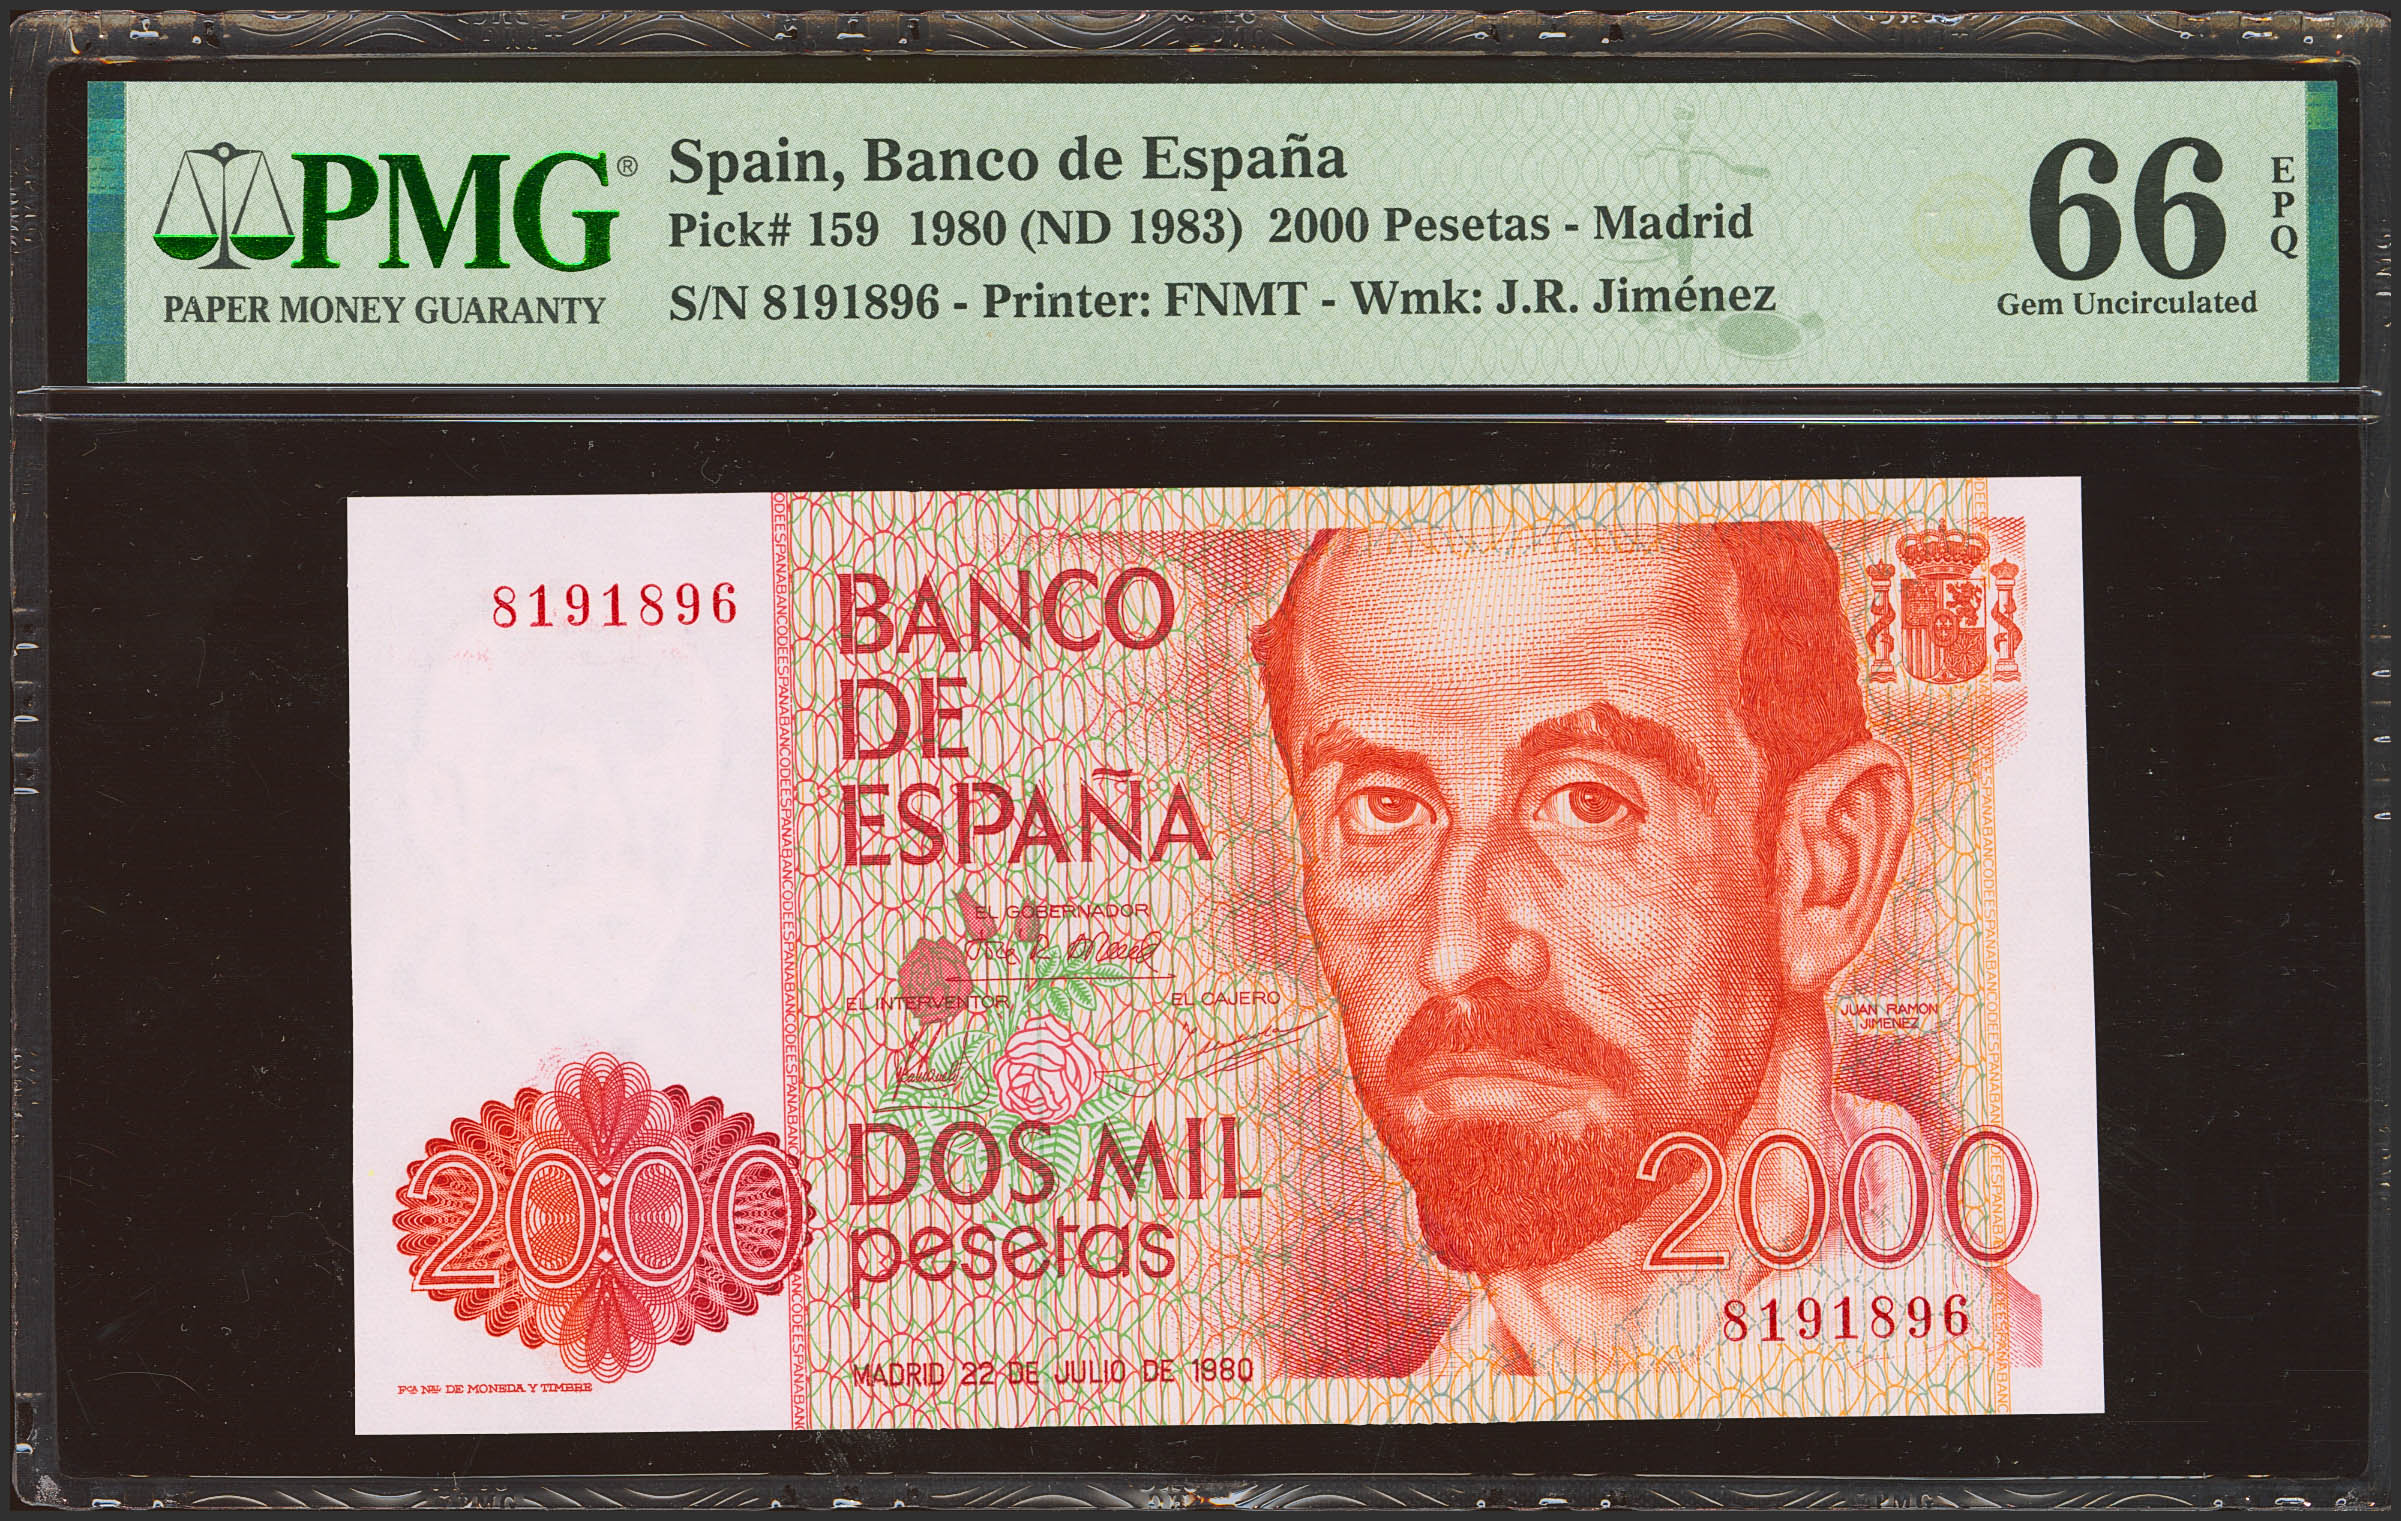 PMG®
PAPER MONEY GUARANTY
Spain, Banco de España
Pick# 159 1980 (ND 1983) 2000 Pesetas - Madrid
S/N 8191896 - Printer: FNMT - Wmk: J.R. Jiménez
66
EPQ
Gem Uncirculated
8191896
BANCO
DE
ESPAÑA
EL GOBERNADOR
EL INTERVENTOR
EL CAJERO
JUAN RAMON
JIMENEZ
DOS MIL
pesetas
2000
2000
8191896
MADRID 22 DE JULIO DE 1980
FCA NAL DE MONEDA Y TIMBRE